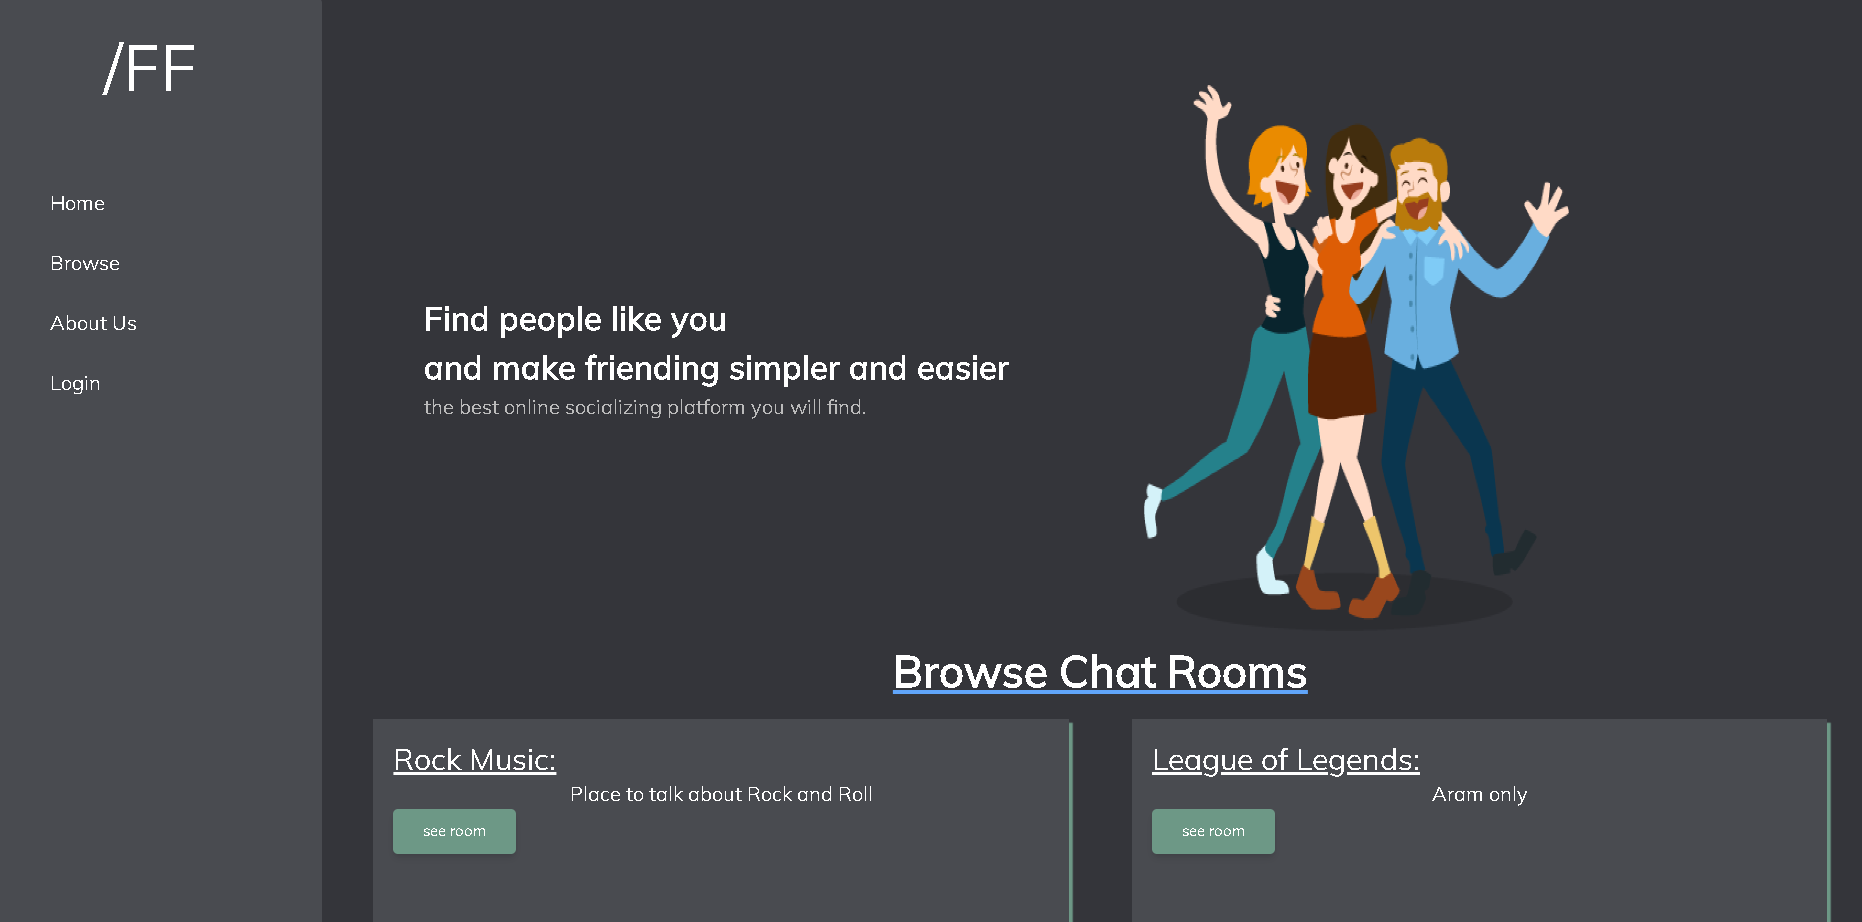 /FF
Home
Browse
About Us
Login
Find people like you
and make friending simpler and easier
the best online socializing platform you will find.
Browse Chat Rooms
Rock Music:
Place to talk about Rock and Roll
see room
League of Legends:
Aram only
see room